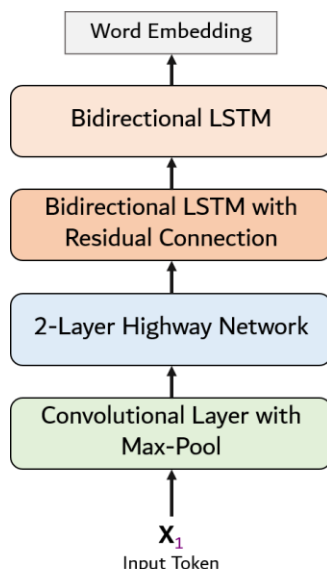 Word Embedding
Bidirectional LSTM
Bidirectional LSTM with
Residual Connection
2-Layer Highway Network
Convolutional Layer with
Max-Pool
X₁
Input Token